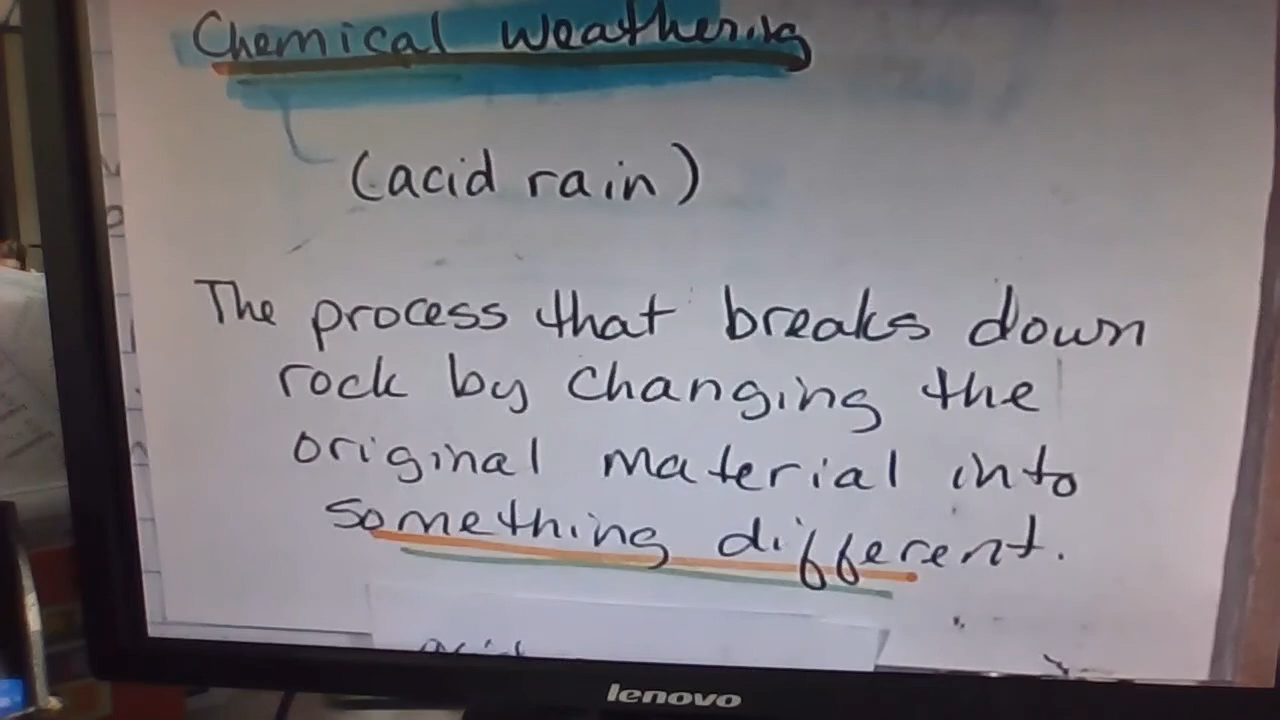 Chemical Weathering
(acid rain)
The process that breaks down
rock by changing the
original material into
something different.
lenovo